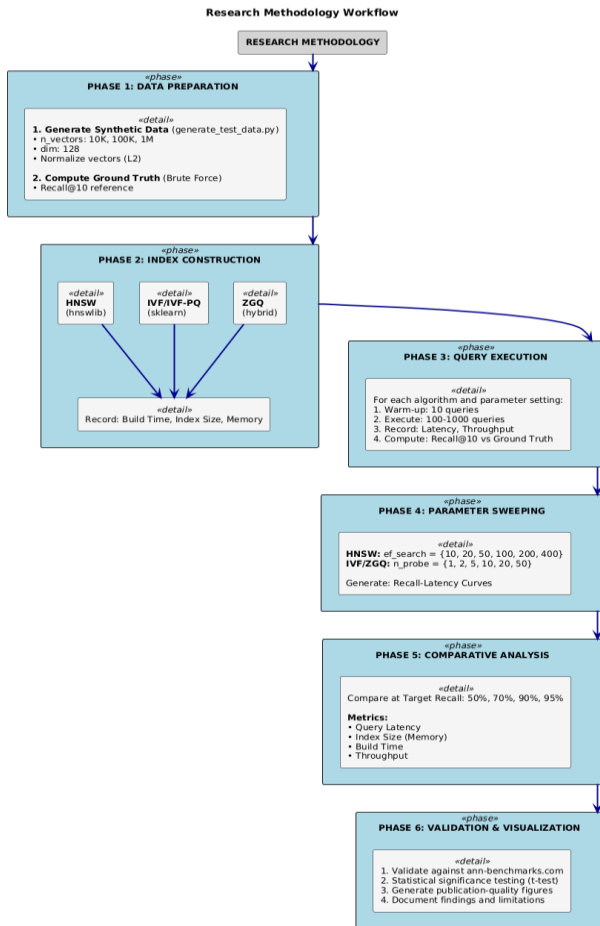 Research Methodology Workflow
RESEARCH METHODOLOGY
«phase»
PHASE 1: DATA PREPARATION
«detail»
1. Generate Synthetic Data (generate_test_data.py)
• n_vectors: 10K, 100K, 1M
• dim: 128
• Normalize vectors (L2)
2. Compute Ground Truth (Brute Force)
• Recall@10 reference
«phase»
PHASE 2: INDEX CONSTRUCTION
«detail»
HNSW
(hnswlib)
«detail»
IVF/IVF-PQ
(sklearn)
«detail»
ZGQ
(hybrid)
«detail»
Record: Build Time, Index Size, Memory
«phase»
PHASE 3: QUERY EXECUTION
«detail»
For each algorithm and parameter setting:
1. Warm-up: 10 queries
2. Execute: 100-1000 queries
3. Record: Latency, Throughput
4. Compute: Recall@10 vs Ground Truth
«phase»
PHASE 4: PARAMETER SWEEPING
«detail»
HNSW: ef_search = {10, 20, 50, 100, 200, 400}
IVF/ZGQ: n_probe = {1, 2, 5, 10, 20, 50}
Generate: Recall-Latency Curves
«phase»
PHASE 5: COMPARATIVE ANALYSIS
«detail»
Compare at Target Recall: 50%, 70%, 90%, 95%
Metrics:
• Query Latency
• Index Size (Memory)
• Build Time
• Throughput
«phase»
PHASE 6: VALIDATION & VISUALIZATION
«detail»
1. Validate against ann-benchmarks.com
2. Statistical significance testing (t-test)
3. Generate publication-quality figures
4. Document findings and limitations